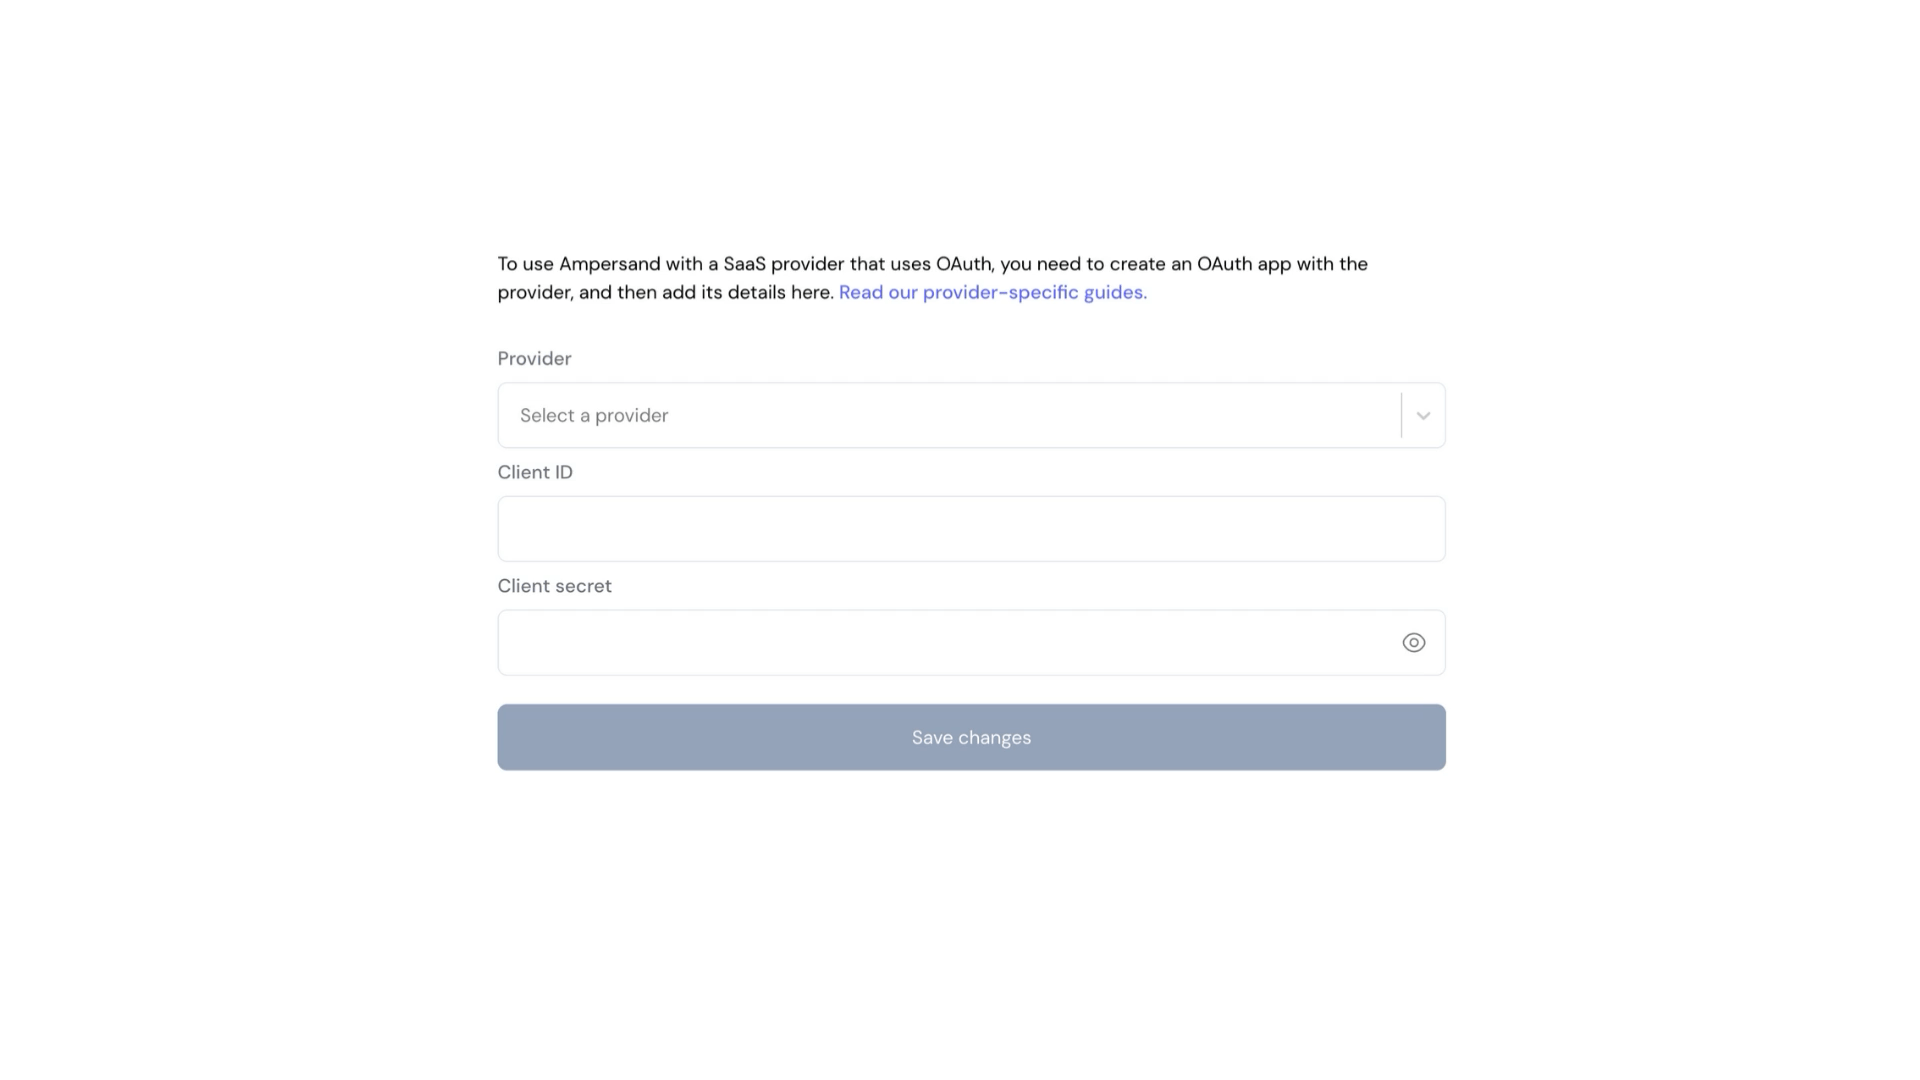 To use Ampersand with a SaaS provider that uses OAuth, you need to create an OAuth app with the
provider, and then add its details here. Read our provider-specific guides.
Provider
Select a provider
Client ID
Client secret
Save changes